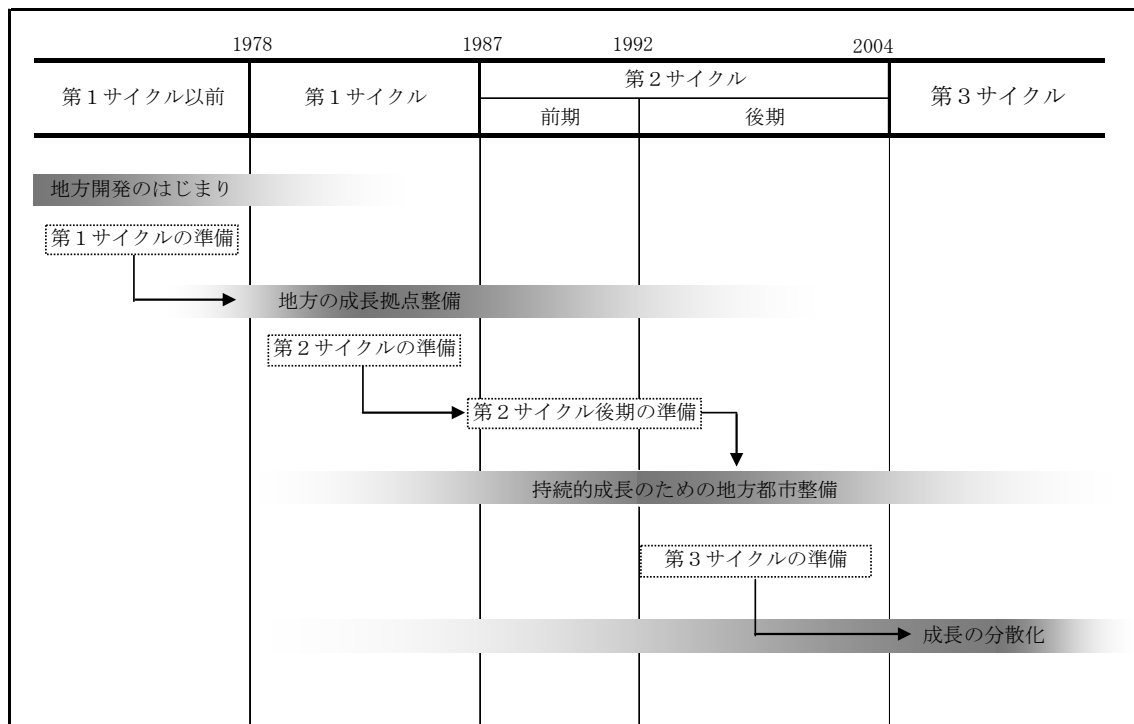 1978 1987 1992 2004
第1サイクル以前 第1サイクル 第2サイクル 第3サイクル
前期 後期
地方開発のはじまり
第1サイクルの準備
地方の成長拠点整備
第2サイクルの準備
第2サイクル後期の準備
持続的成長のための地方都市整備
第3サイクルの準備
成長の分散化